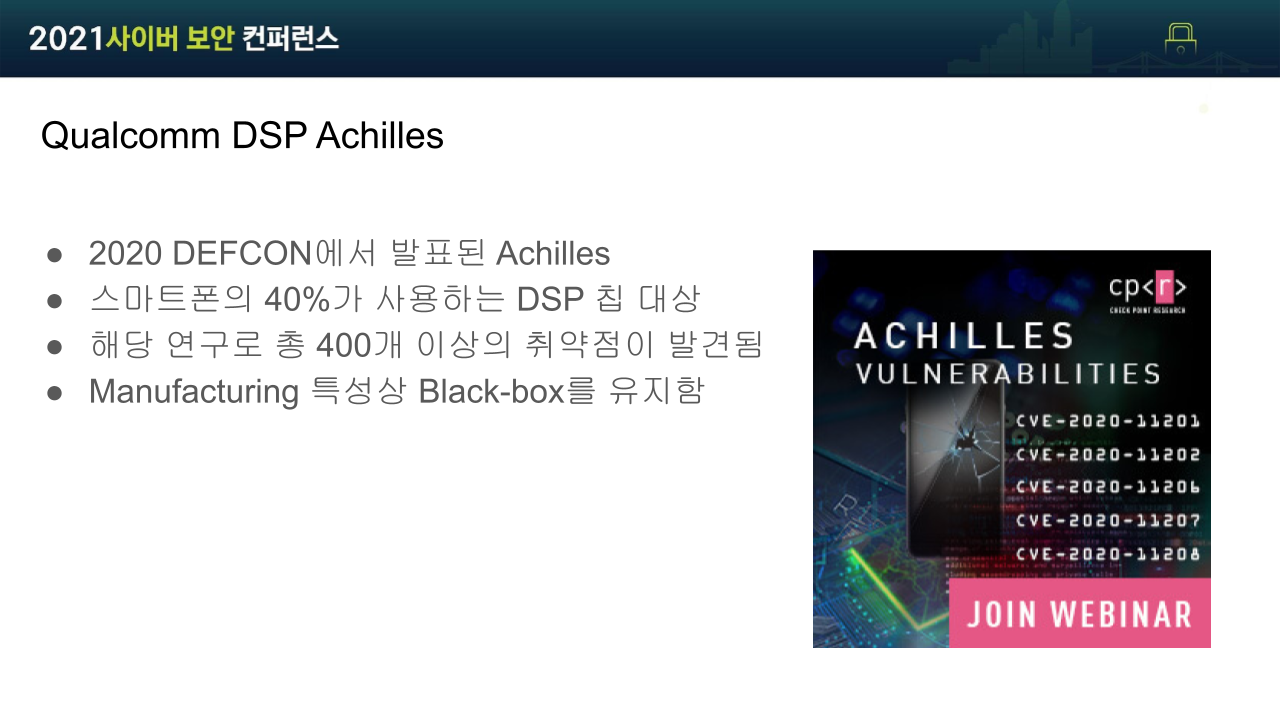 2021사이버 보안 컨퍼런스
Qualcomm DSP Achilles
● 2020 DEFCON에서 발표된 Achilles
● 스마트폰의 40%가 사용하는 DSP 칩 대상
● 해당 연구로 총 400개 이상의 취약점이 발견됨
● Manufacturing 특성상 Black-box를 유지함
cp<r>
CHECK POINT RESEARCH
ACHILLES
VULNERABILITIES
CVE-2020-11201
CVE-2020-11202
CVE-2020-11206
CVE-2020-11207
CVE-2020-11208
JOIN WEBINAR